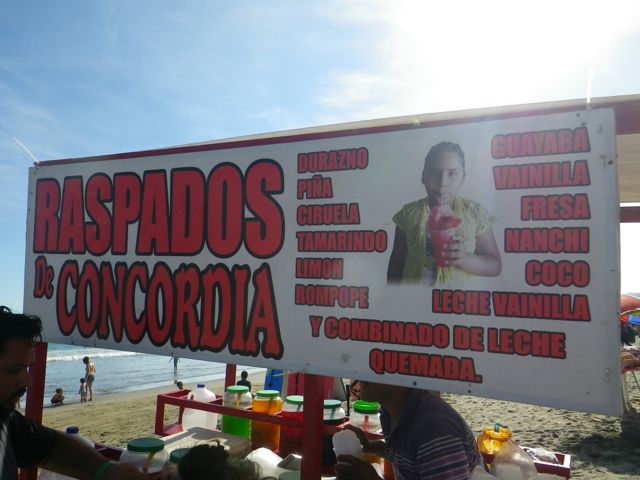 RASPADOS
De CONCORDIA
DURAZNO
PIÑA
CIRUELA
TAMARINDO
LIMON
ROMPOPE
GUAYABA
VAINILLA
FRESA
NANCHI
COCO
LECHE VAINILLA
Y COMBINADO DE LECHE
QUEMADA.